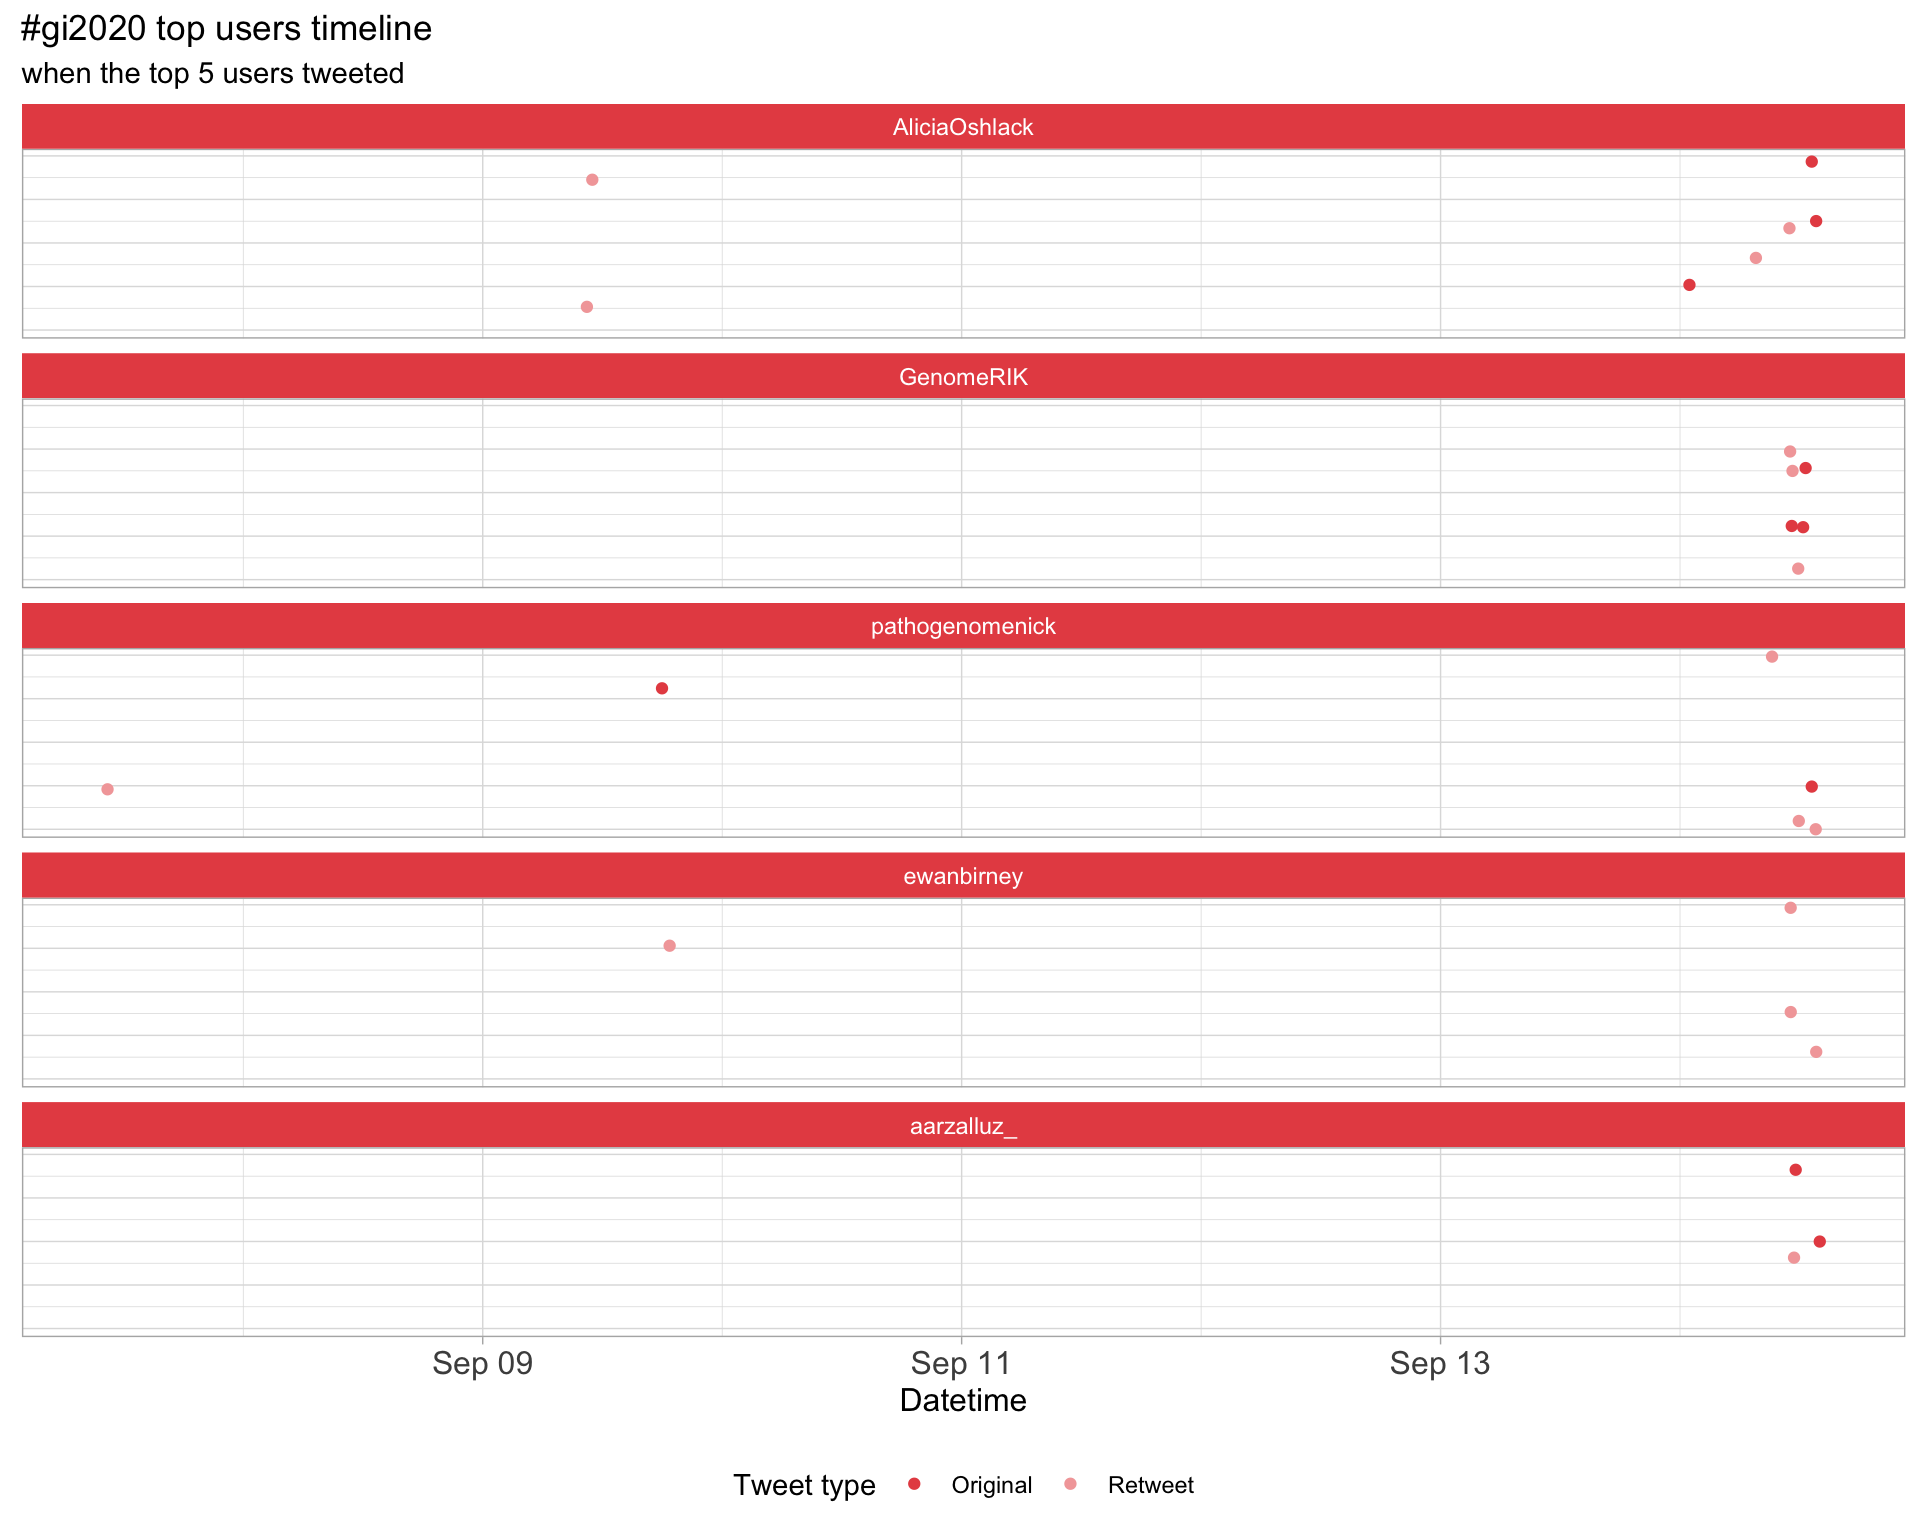 #gi2020 top users timeline
when the top 5 users tweeted
AliciaOshlack
GenomeRIK
pathogenomenick
ewanbirney
aarzalluz_
Sep 09 Sep 11 Sep 13
Datetime
Tweet type Original Retweet